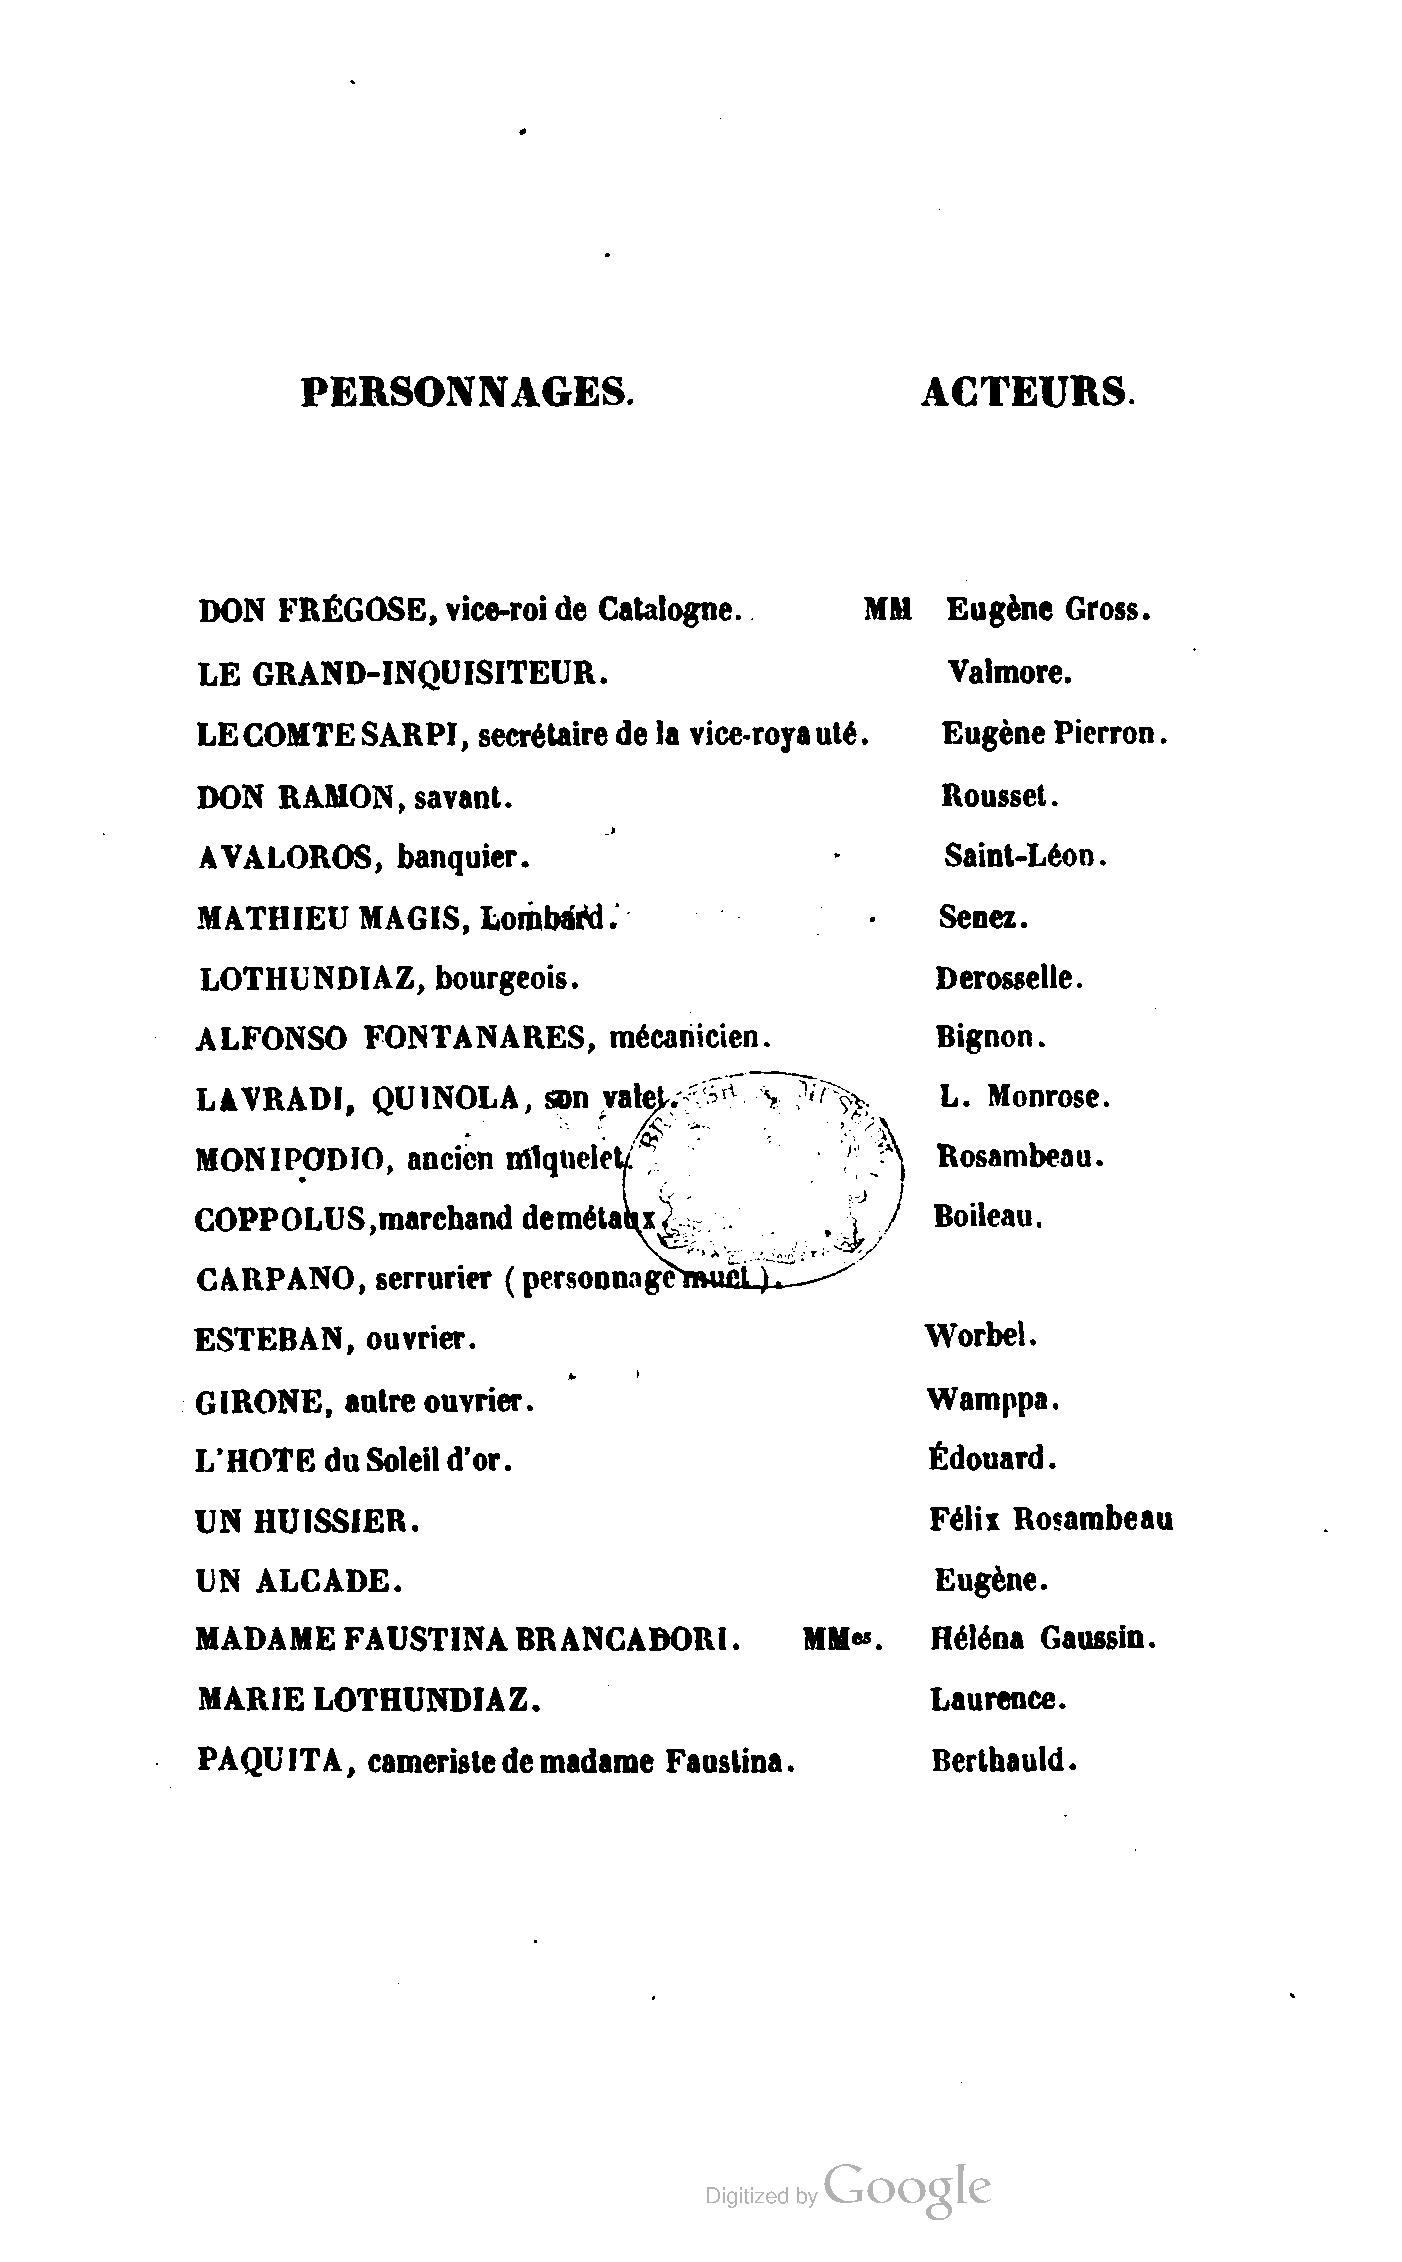 PERSONNAGES. ACTEURS.
DON FRÉGOSE, vice-roi de Catalogne. MM Eugène Gross.
LE GRAND-INQUISITEUR. Valmore.
LE COMTE SARPI, secrétaire de la vice-royauté. Eugène Pierron.
DON RAMON, savant. Rousset.
AVALOROS, banquier. Saint-Léon.
MATHIEU MAGIS, Lombard. Senez.
LOTHUNDIAZ, bourgeois. Derosselle.
ALFONSO FONTANARES, mécanicien. Bignon.
LAVRADI, QUINOLA, son valet. L. Monrose.
MONIPODIO, ancien miquelet. Rosambeau.
COPPOLUS, marchand de métaux. Boileau.
CARPANO, serrurier (personnage muet).
ESTEBAN, ouvrier. Worbel.
GIRONE, autre ouvrier. Wamppa.
L'HOTE du Soleil d'or. Édouard.
UN HUISSIER. Félix Rosambeau
UN ALCADE. Eugène.
MADAME FAUSTINA BRANCADORI. MMes. Héléna Gaussin.
MARIE LOTHUNDIAZ. Laurence.
PAQUITA, cameriste de madame Faustina. Berthauld.
Digitized by Google